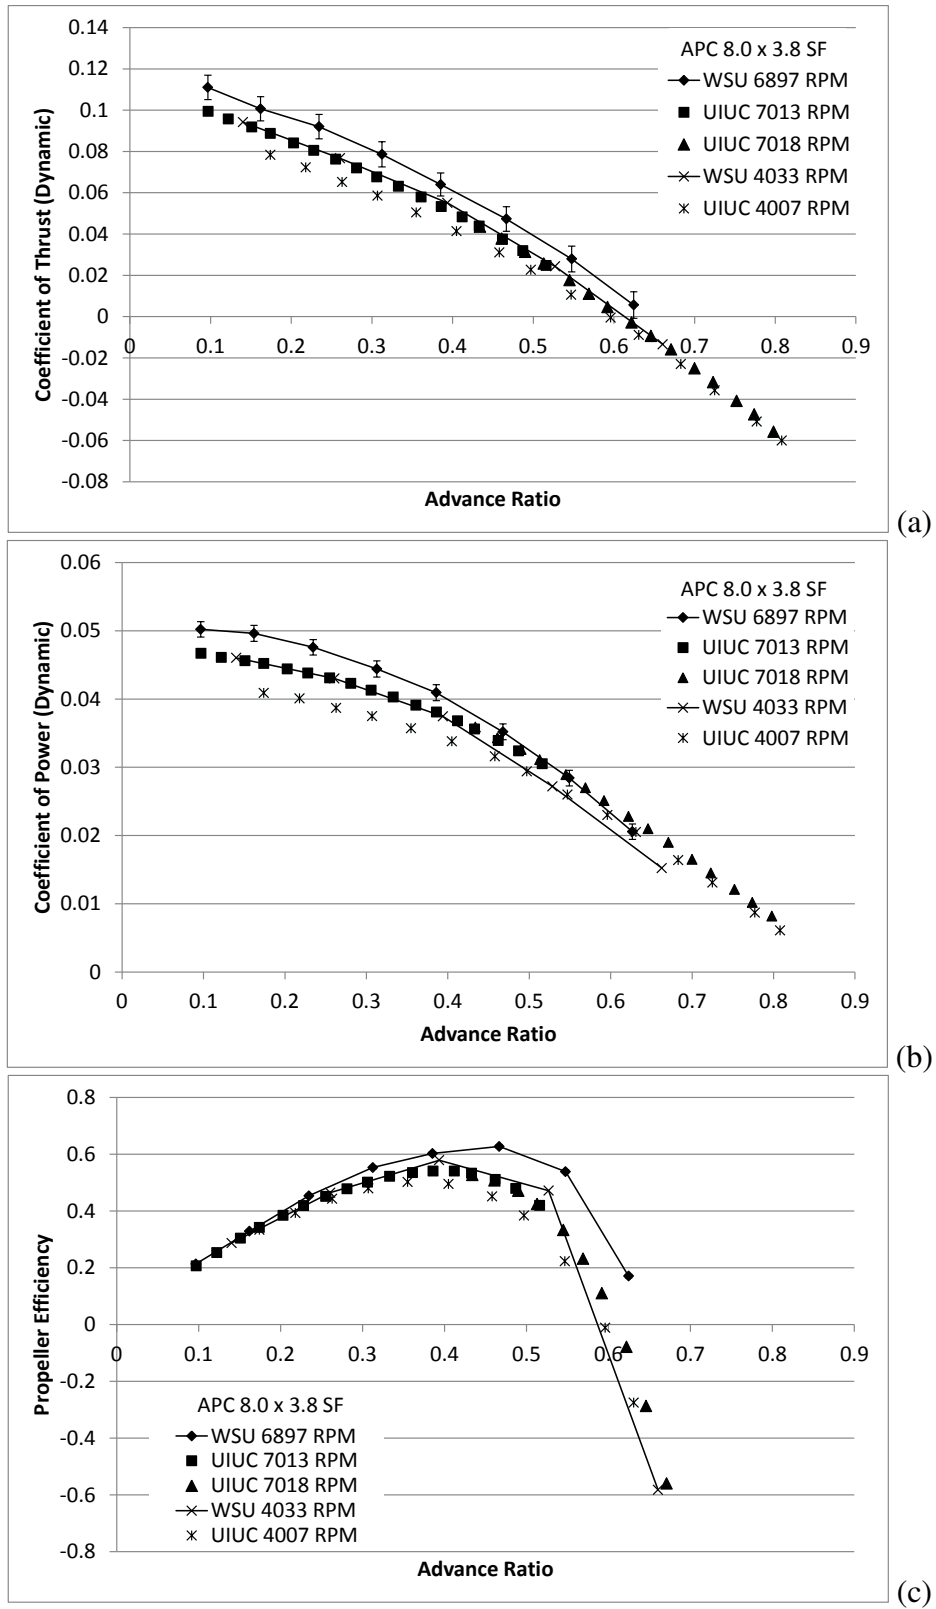 0.14
0.12
0.1
0.08
0.06
0.04
0.02
0
-0.02
-0.04
-0.06
-0.08
0 0.1 0.2 0.3 0.4 0.5 0.6 0.7 0.8 0.9
Coefficient of Thrust (Dynamic)
Advance Ratio
APC 8.0 x 3.8 SF
WSU 6897 RPM
UIUC 7013 RPM
UIUC 7018 RPM
WSU 4033 RPM
UIUC 4007 RPM
(a)
0.06
0.05
0.04
0.03
0.02
0.01
0
0 0.1 0.2 0.3 0.4 0.5 0.6 0.7 0.8 0.9
Coefficient of Power (Dynamic)
Advance Ratio
APC 8.0 x 3.8 SF
WSU 6897 RPM
UIUC 7013 RPM
UIUC 7018 RPM
WSU 4033 RPM
UIUC 4007 RPM
(b)
0.8
0.6
0.4
0.2
0
-0.2
-0.4
-0.6
-0.8
0 0.1 0.2 0.3 0.4 0.5 0.6 0.7 0.8 0.9
Propeller Efficiency
Advance Ratio
APC 8.0 x 3.8 SF
WSU 6897 RPM
UIUC 7013 RPM
UIUC 7018 RPM
WSU 4033 RPM
UIUC 4007 RPM
(c)